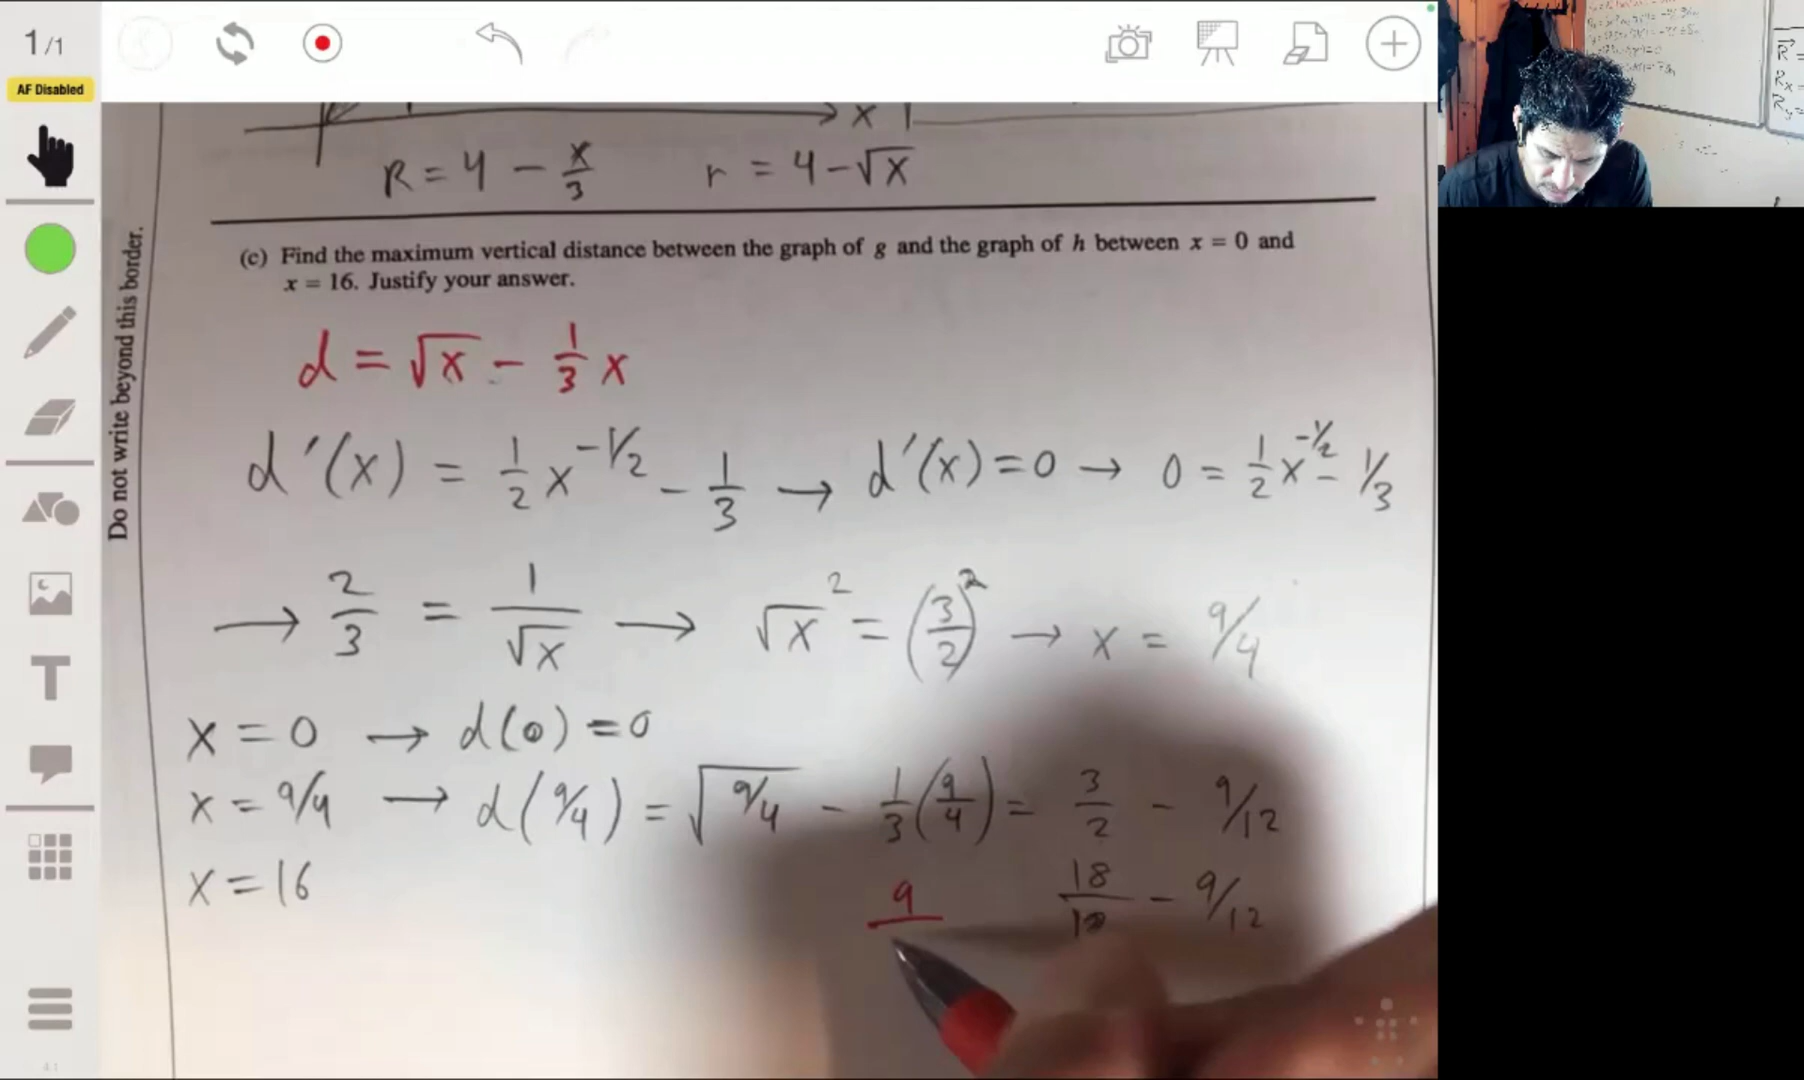 1/1
AF Disabled
x
R = 4 - x/3 r = 4 - √x
Do not write beyond this border.
(c) Find the maximum vertical distance between the graph of g and the graph of h between x = 0 and
x = 16. Justify your answer.
d = √x - 1/3 x
d'(x) = 1/2 x^-1/2 - 1/3 → d'(x) = 0 → 0 = 1/2 x^-1/2 - 1/3
→ 2/3 = 1/√x → √x^2 = (3/2)^2 → x = 9/4
x = 0 → d(0) = 0
x = 9/4 → d(9/4) = √9/4 - 1/3(9/4) = 3/2 - 9/12
x = 16 9 18/12 - 9/12
T